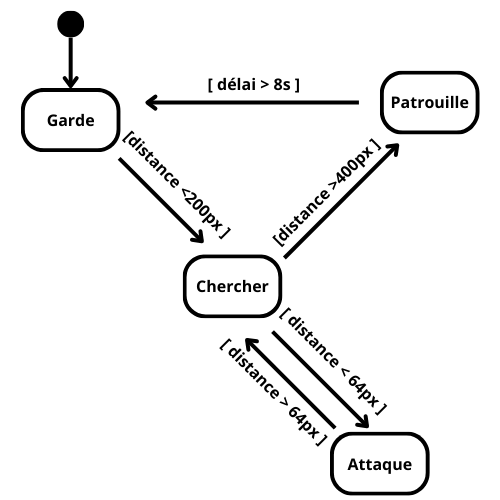 [ délai > 8s ]
Patrouille
Garde
[distance <200px ]
[distance >400px ]
Chercher
[ distance < 64px ]
[ distance > 64px ]
Attaque